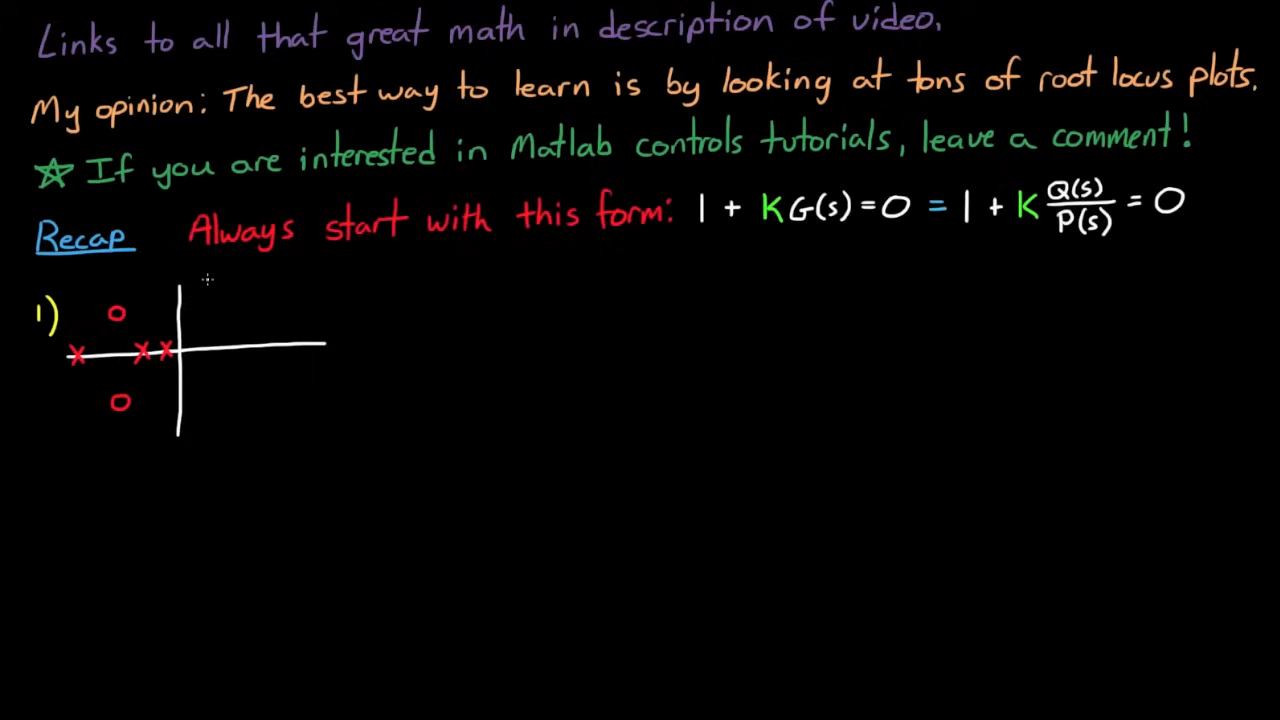 Links to all that great math in description of video.
My opinion: The best way to learn is by looking at tons of root locus plots.
☆ If you are interested in Matlab controls tutorials, leave a comment!
Recap Always start with this form: 1 + KG(s) = 0 = 1 + K Q(s)/P(s) = 0
1)